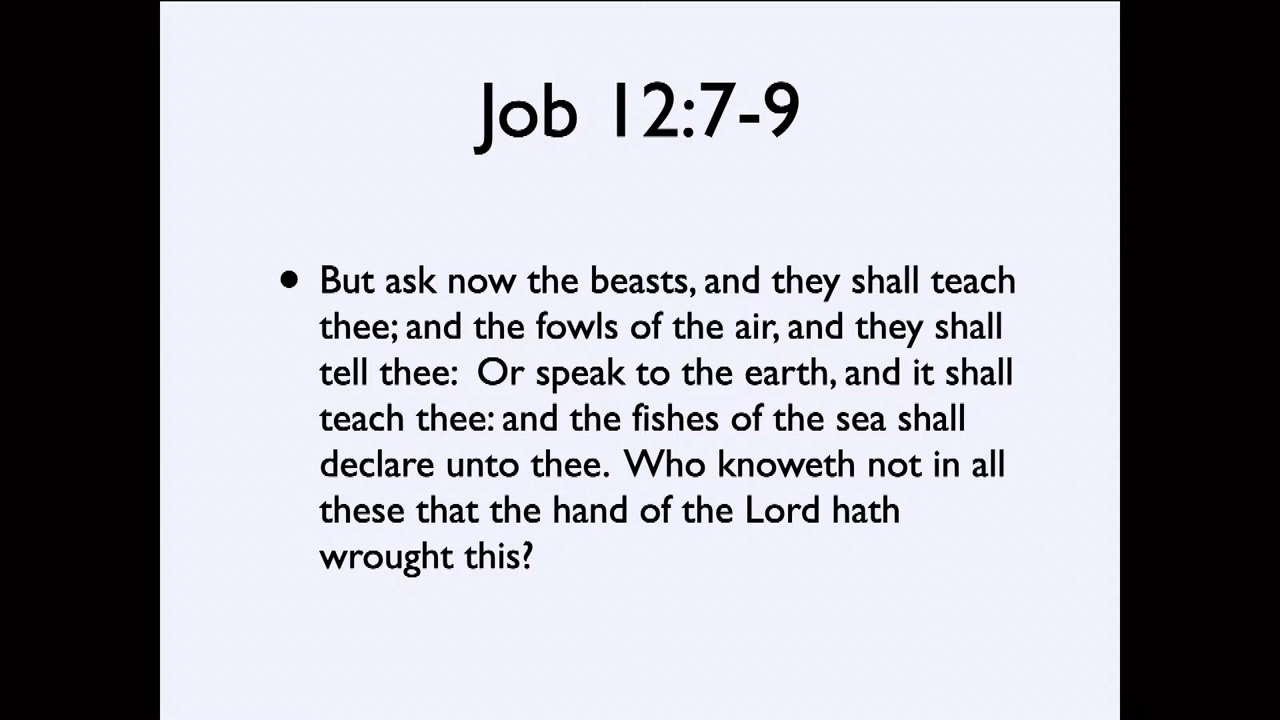 Job 12:7-9
• But ask now the beasts, and they shall teach
thee; and the fowls of the air, and they shall
tell thee:  Or speak to the earth, and it shall
teach thee: and the fishes of the sea shall
declare unto thee.  Who knoweth not in all
these that the hand of the Lord hath
wrought this?